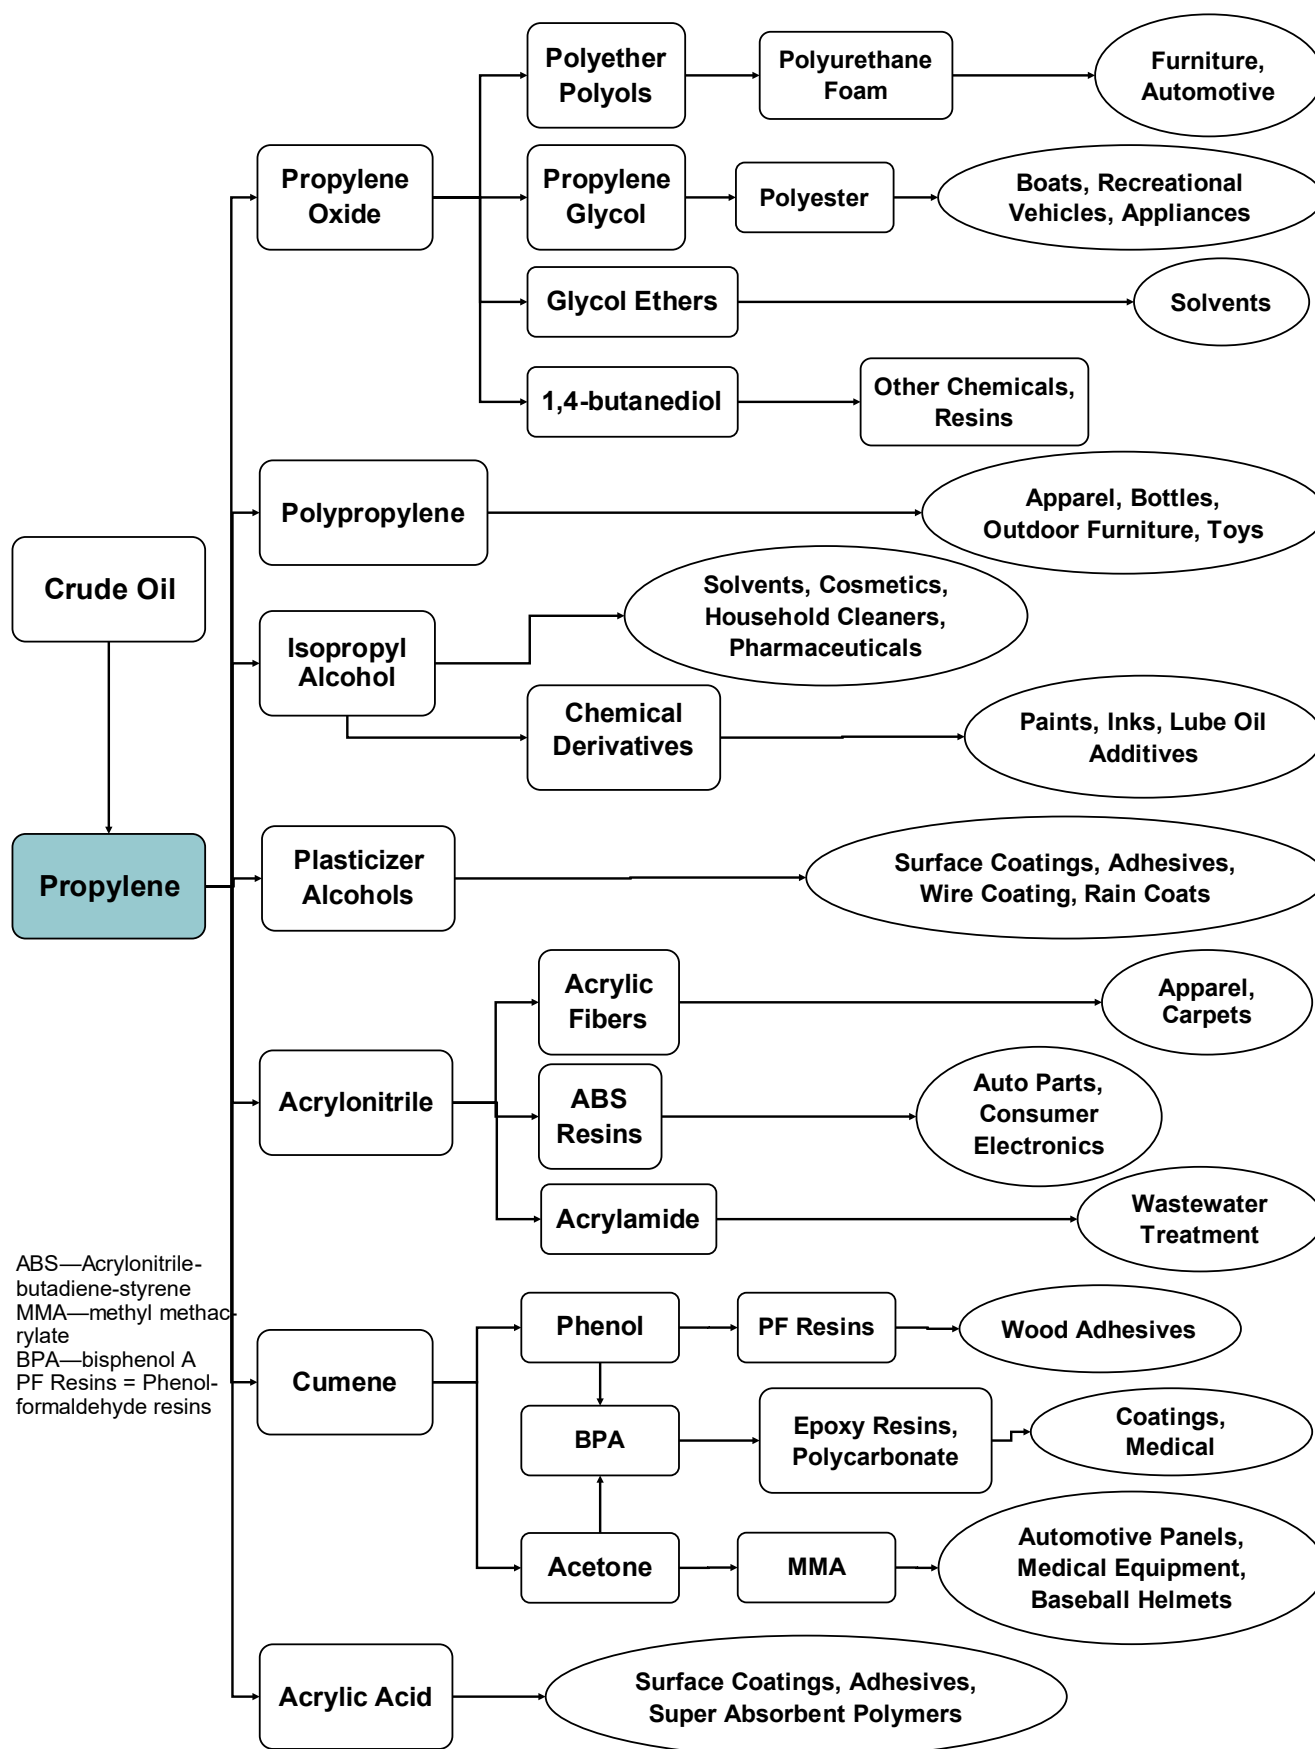 Polyether
Polyols
Polyurethane
Foam
Furniture,
Automotive
Propylene
Oxide
Propylene
Glycol
Polyester
Boats, Recreational
Vehicles, Appliances
Glycol Ethers
Solvents
1,4-butanediol
Other Chemicals,
Resins
Polypropylene
Apparel, Bottles,
Outdoor Furniture, Toys
Crude Oil
Isopropyl
Alcohol
Solvents, Cosmetics,
Household Cleaners,
Pharmaceuticals
Chemical
Derivatives
Paints, Inks, Lube Oil
Additives
Propylene
Plasticizer
Alcohols
Surface Coatings, Adhesives,
Wire Coating, Rain Coats
Acrylonitrile
Acrylic
Fibers
Apparel,
Carpets
ABS
Resins
Auto Parts,
Consumer
Electronics
Acrylamide
Wastewater
Treatment
ABS—Acrylonitrile-
butadiene-styrene
MMA—methyl methac-
rylate
BPA—bisphenol A
PF Resins = Phenol-
formaldehyde resins
Cumene
Phenol
PF Resins
Wood Adhesives
BPA
Epoxy Resins,
Polycarbonate
Coatings,
Medical
Acetone
MMA
Automotive Panels,
Medical Equipment,
Baseball Helmets
Acrylic Acid
Surface Coatings, Adhesives,
Super Absorbent Polymers